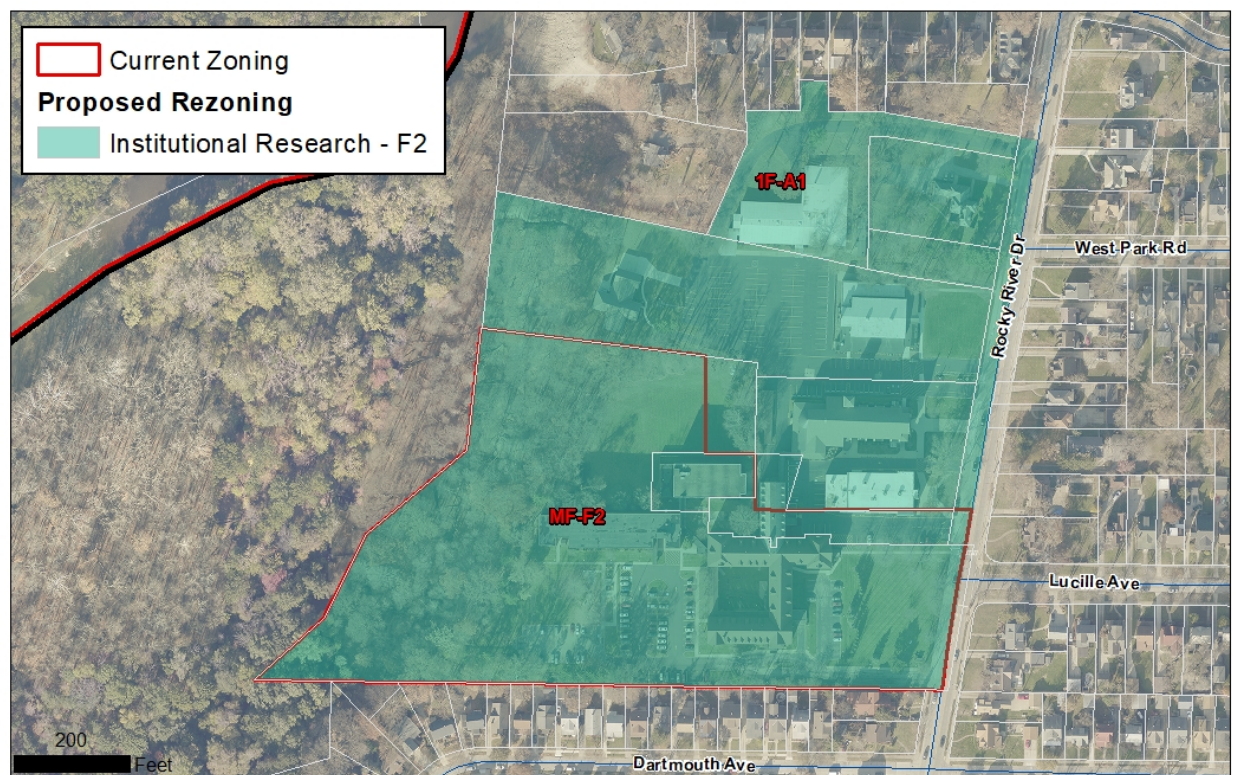 Current Zoning
Proposed Rezoning
Institutional Research - F2
1F-A1
West Park Rd
Rocky River Dr
MF-F2
Lucille Ave
200
Feet
Dartmouth Ave